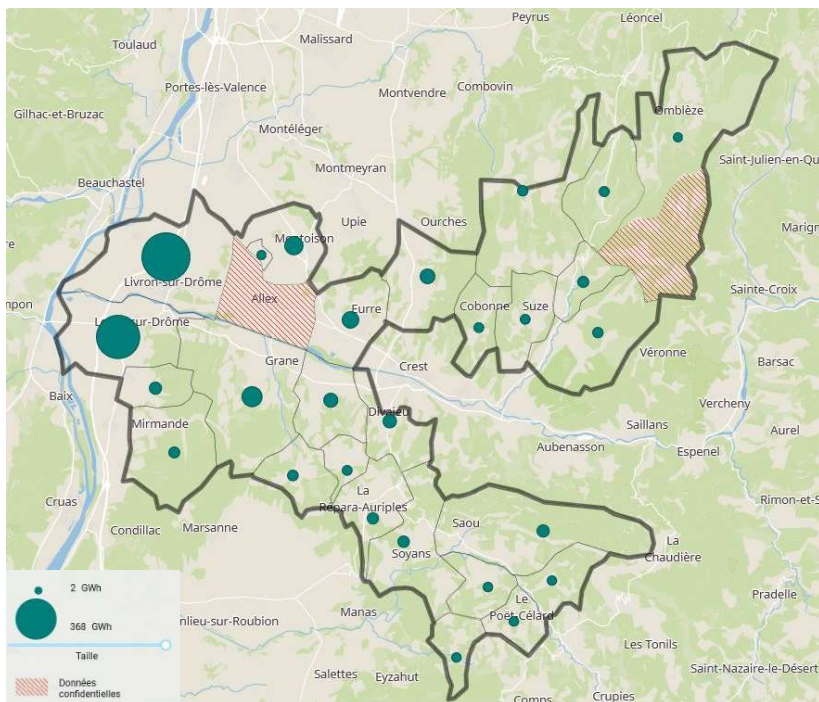 Peyrus
Léoncel
Toulaud
Malissard
Portes-lès-Valence
Montvendre
Combovin
Gilhac-et-Bruzac
Omblèze
Montéléger
Saint-Julien-en-Qu
Montmeyran
Beauchastel
Upie
Ourches
Marign
re
Montoison
Livron-sur-Drôme
Sainte-Croix
Allex
mpon
Eurre
Cobonne
Suze
sur-Drôme
Grane
Crest
Véronne
Barsac
Baix
Vercheny
Mirmande
Divajeu
Saillans
Aurel
Aubenasson
Espenel
Cruas
La
Répara-Auriples
Rimon-et-S
Condillac
Marsanne
Saou
La
Chaudière
Soyans
2 GWh
Pradelle
368 GWh
nlieu-sur-Roubion
Manas
Le
Poët-Célard
Taille
Les Tonils
Données
confidentielles
Salettes
Eyzahut
Saint-Nazaire-le-Désert
Comps
Crupies